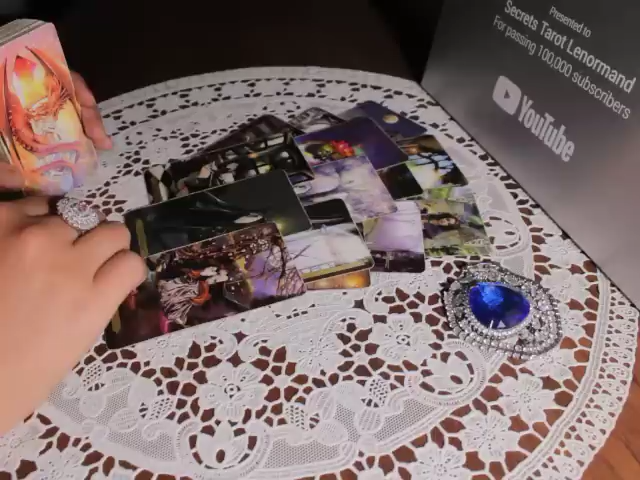 Presented to
Secrets Tarot Lenormand
For passing 100,000 subscribers
YouTube